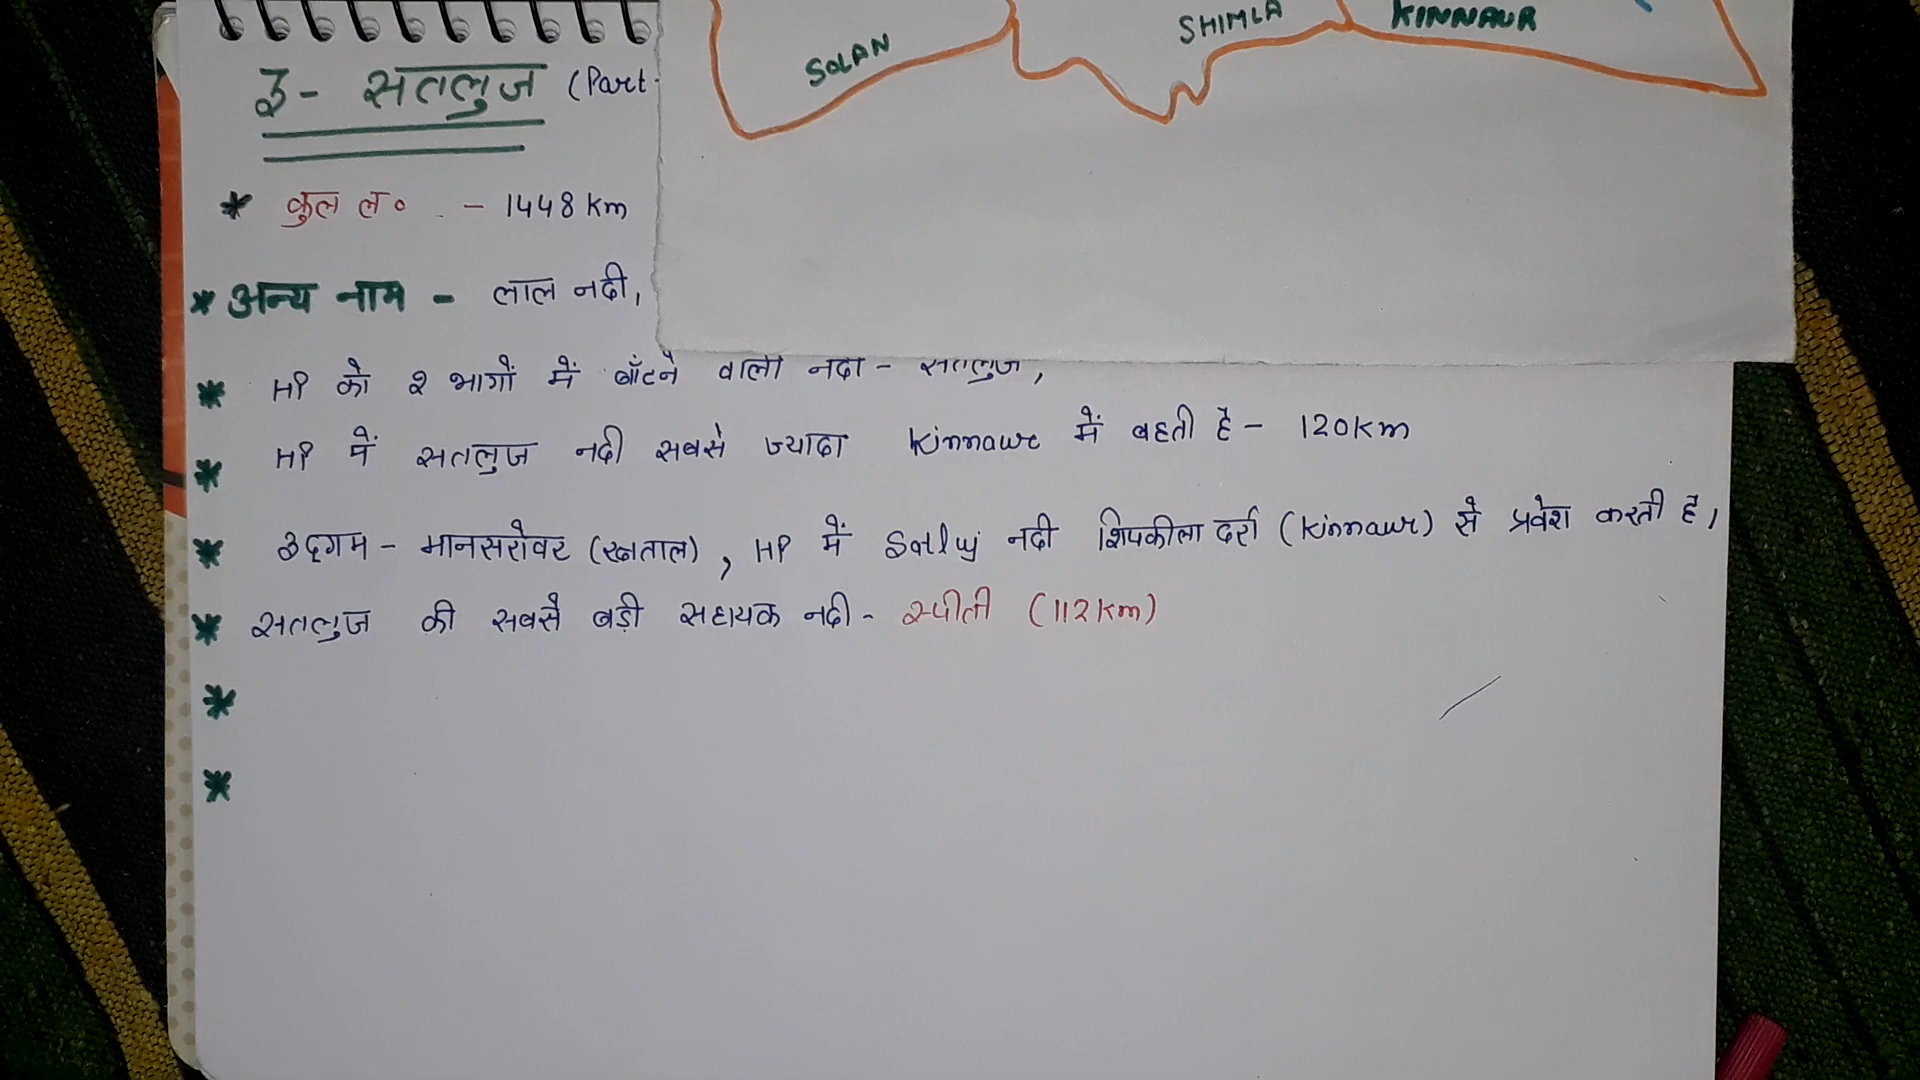 SOLAN
SHIMLA
KINNAUR
3- सतलुज (Part-
* कुल ल० - 1448 km
* अन्य नाम - लाल नदी,
* HP को 2 भागों में बाँटने वाली नदी - सतलुज,
* HP में सतलुज नदी सबसे ज्यादा Kinnaur में बहती है - 120km
* उद्गम - मानसरोवर (रक्षताल), HP में Satluj नदी शिपकीला दर्रा (Kinnaur) से प्रवेश करती है,
* सतलुज की सबसे बड़ी सहायक नदी - स्पीती (112km)
*
*